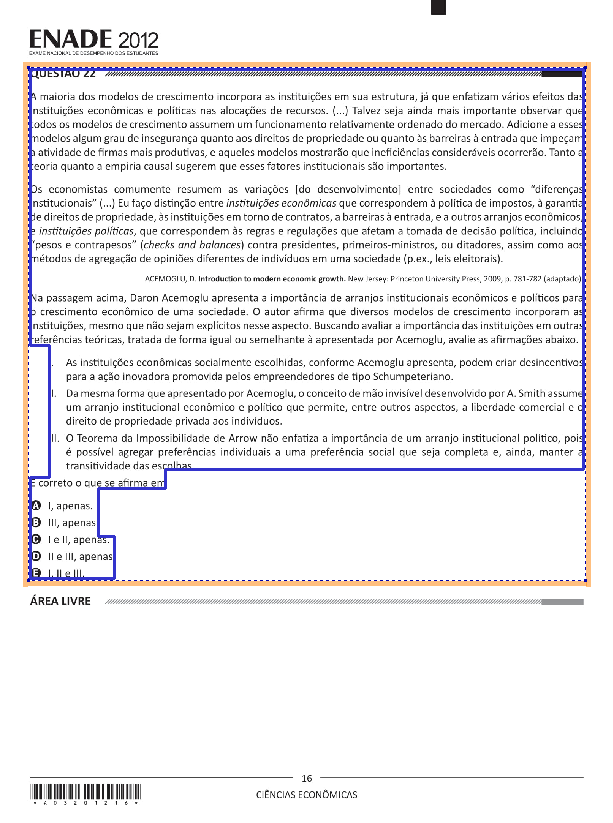 ENADE 2012
EXAME NACIONAL DE DESEMPENHO DOS ESTUDANTES
QUESTÃO 22
A maioria dos modelos de crescimento incorpora as instituições em sua estrutura, já que enfatizam vários efeitos das
instituições econômicas e políticas nas alocações de recursos. (...) Talvez seja ainda mais importante observar que
todos os modelos de crescimento assumem um funcionamento relativamente ordenado do mercado. Adicione a esses
modelos algum grau de insegurança quanto aos direitos de propriedade ou quanto às barreiras à entrada que impeçam
a atividade de firmas mais produtivas, e aqueles modelos mostrarão que ineficiências consideráveis ocorrerão. Tanto a
teoria quanto a empiria causal sugerem que esses fatores institucionais são importantes.
Os economistas comumente resumem as variações [do desenvolvimento] entre sociedades como “diferenças
institucionais” (...) Eu faço distinção entre instituições econômicas que correspondem à política de impostos, à garantia
de direitos de propriedade, às instituições em torno de contratos, a barreiras à entrada, e a outros arranjos econômicos,
e instituições políticas, que correspondem às regras e regulações que afetam a tomada de decisão política, incluindo
“pesos e contrapesos” (checks and balances) contra presidentes, primeiros-ministros, ou ditadores, assim como aos
métodos de agregação de opiniões diferentes de indivíduos em uma sociedade (p.ex., leis eleitorais).
ACEMOGLU, D. Introduction to modern economic growth. New Jersey: Princeton University Press, 2009, p. 781-782 (adaptado).
Na passagem acima, Daron Acemoglu apresenta a importância de arranjos institucionais econômicos e políticos para
o crescimento econômico de uma sociedade. O autor afirma que diversos modelos de crescimento incorporam as
instituições, mesmo que não sejam explícitos nesse aspecto. Buscando avaliar a importância das instituições em outras
referências teóricas, tratada de forma igual ou semelhante à apresentada por Acemoglu, avalie as afirmações abaixo.
I. As instituições econômicas socialmente escolhidas, conforme Acemoglu apresenta, podem criar desincentivos
para a ação inovadora promovida pelos empreendedores de tipo Schumpeteriano.
II. Da mesma forma que apresentado por Acemoglu, o conceito de mão invisível desenvolvido por A. Smith assume
um arranjo institucional econômico e político que permite, entre outros aspectos, a liberdade comercial e o
direito de propriedade privada aos indivíduos.
III. O Teorema da Impossibilidade de Arrow não enfatiza a importância de um arranjo institucional político, pois
é possível agregar preferências individuais a uma preferência social que seja completa e, ainda, manter a
transitividade das escolhas.
É correto o que se afirma em
A I, apenas.
B III, apenas.
C I e II, apenas.
D II e III, apenas.
E I, II e III.
ÁREA LIVRE
16
CIÊNCIAS ECONÔMICAS
* A 0 3 2 0 1 2 1 6 *